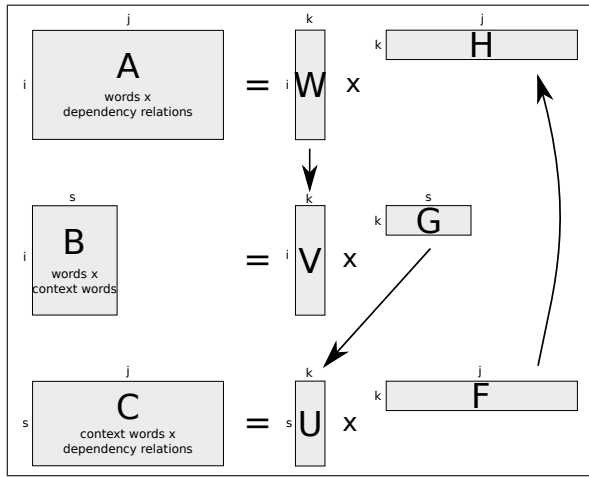 j k j
A = W x H
i i k
words x
dependency relations
s k s
B = V x G
i i k
words x
context words
j k j
C = U x F
s s k
context words x
dependency relations